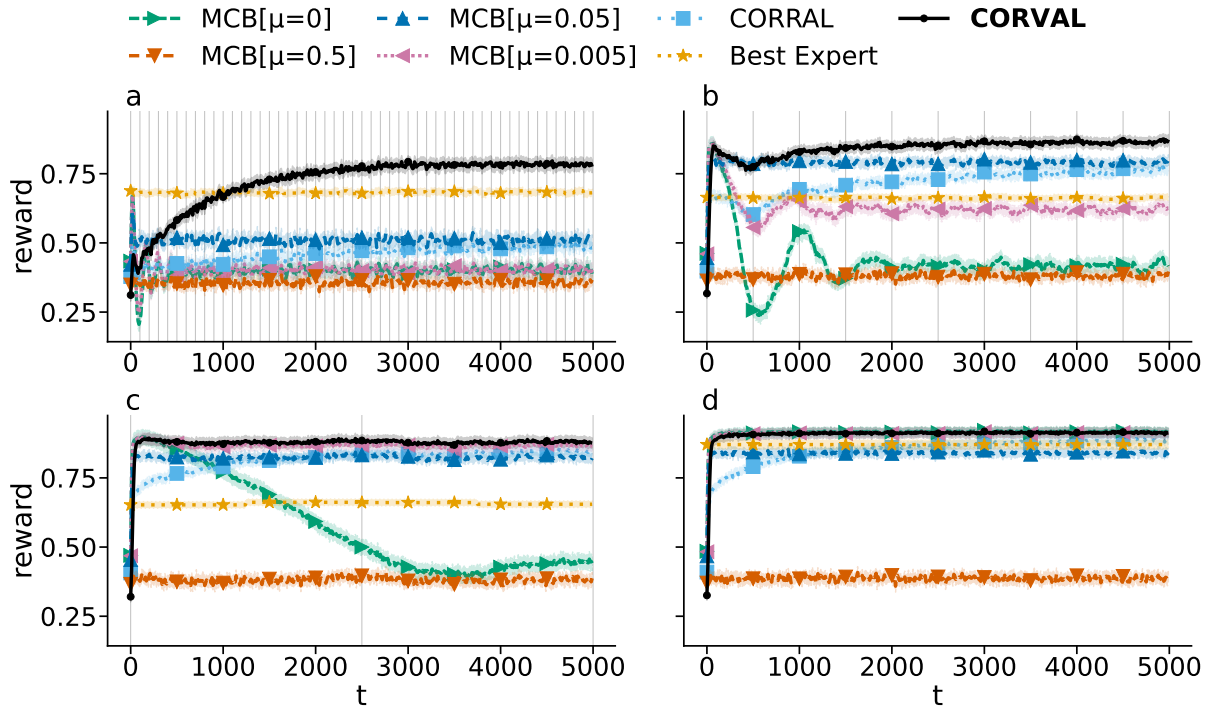 MCB[μ=0] MCB[μ=0.05] CORRAL CORVAL
MCB[μ=0.5] MCB[μ=0.005] Best Expert
a
b
reward
0.75
0.50
0.25
0 1000 2000 3000 4000 5000
0 1000 2000 3000 4000 5000
c
d
reward
0.75
0.50
0.25
0 1000 2000 3000 4000 5000
0 1000 2000 3000 4000 5000
t
t